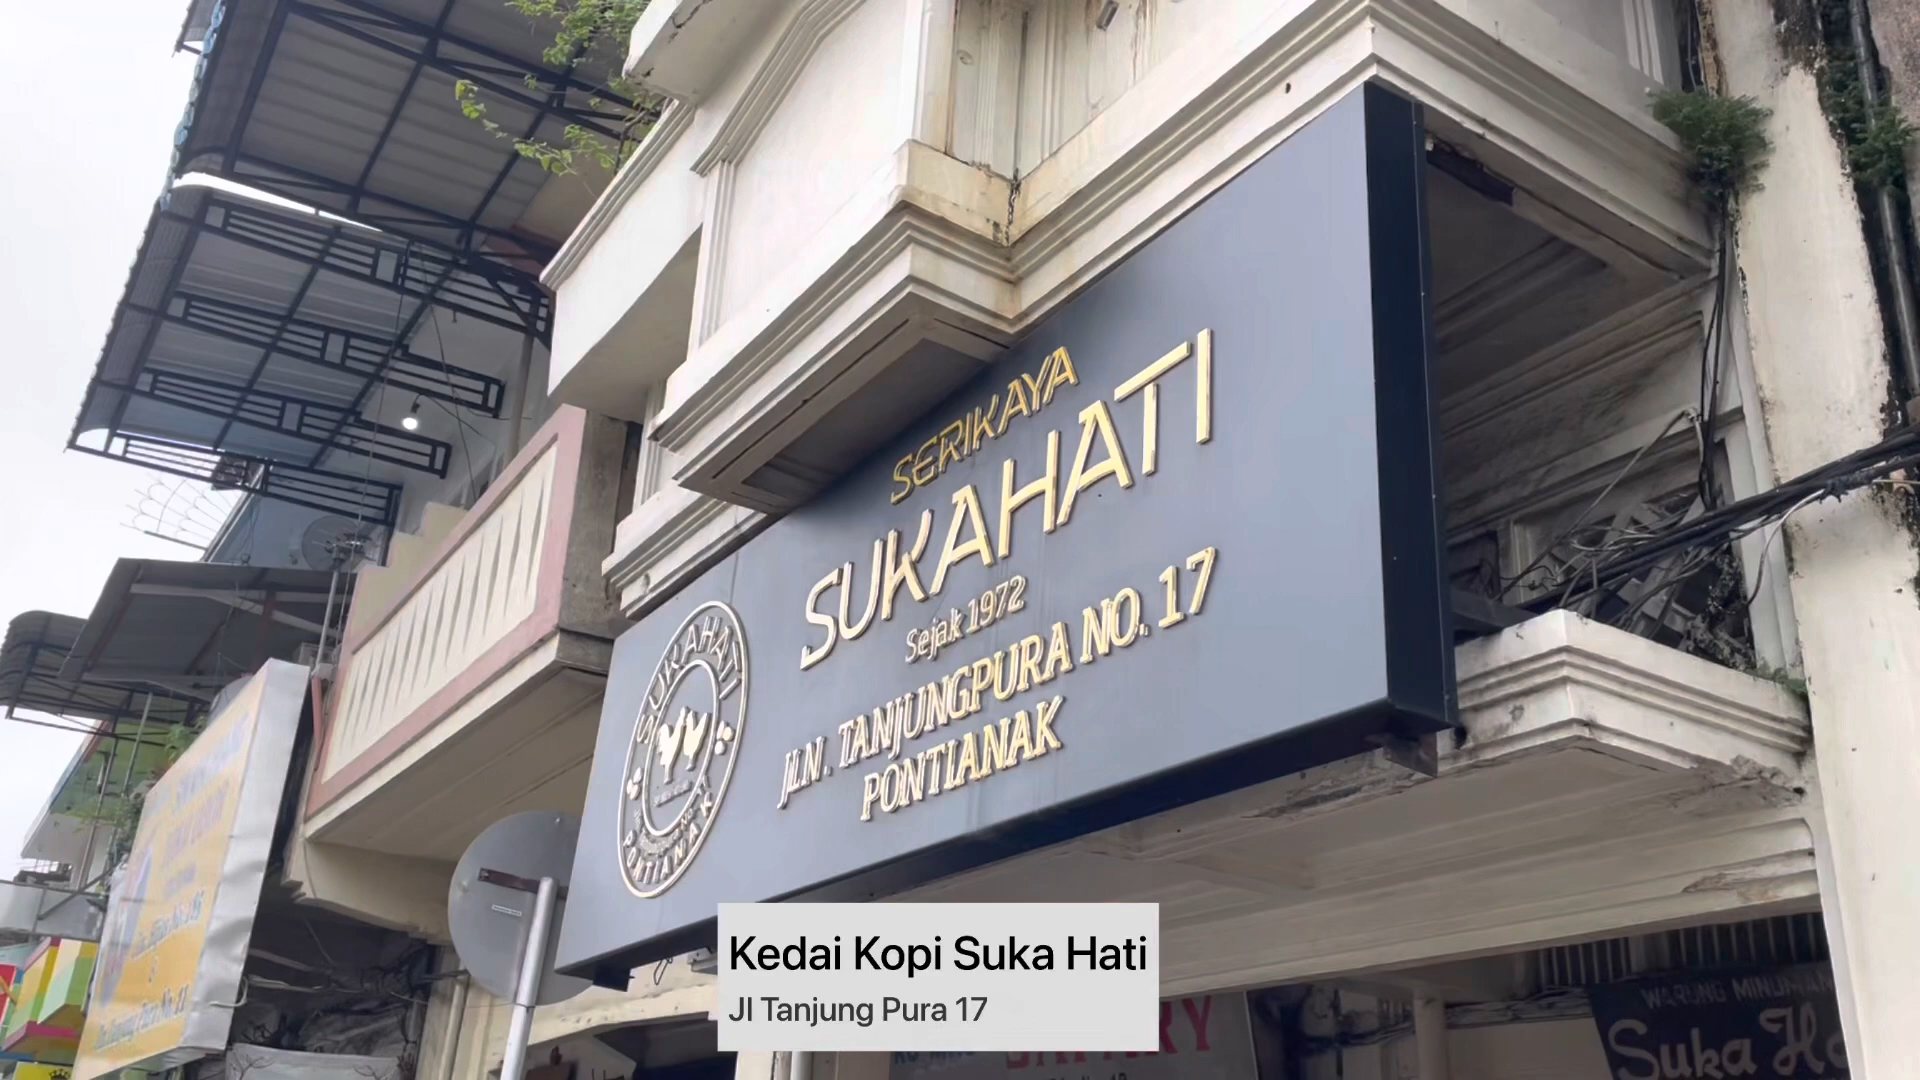 SERIKAYA
SUKAHATI
Sejak 1972
JLN. TANJUNGPURA NO. 17
PONTIANAK
SUKAHATI
PONTIANAK
Kedai Kopi Suka Hati
Jl Tanjung Pura 17
WARUNG MINUMAN
Suka